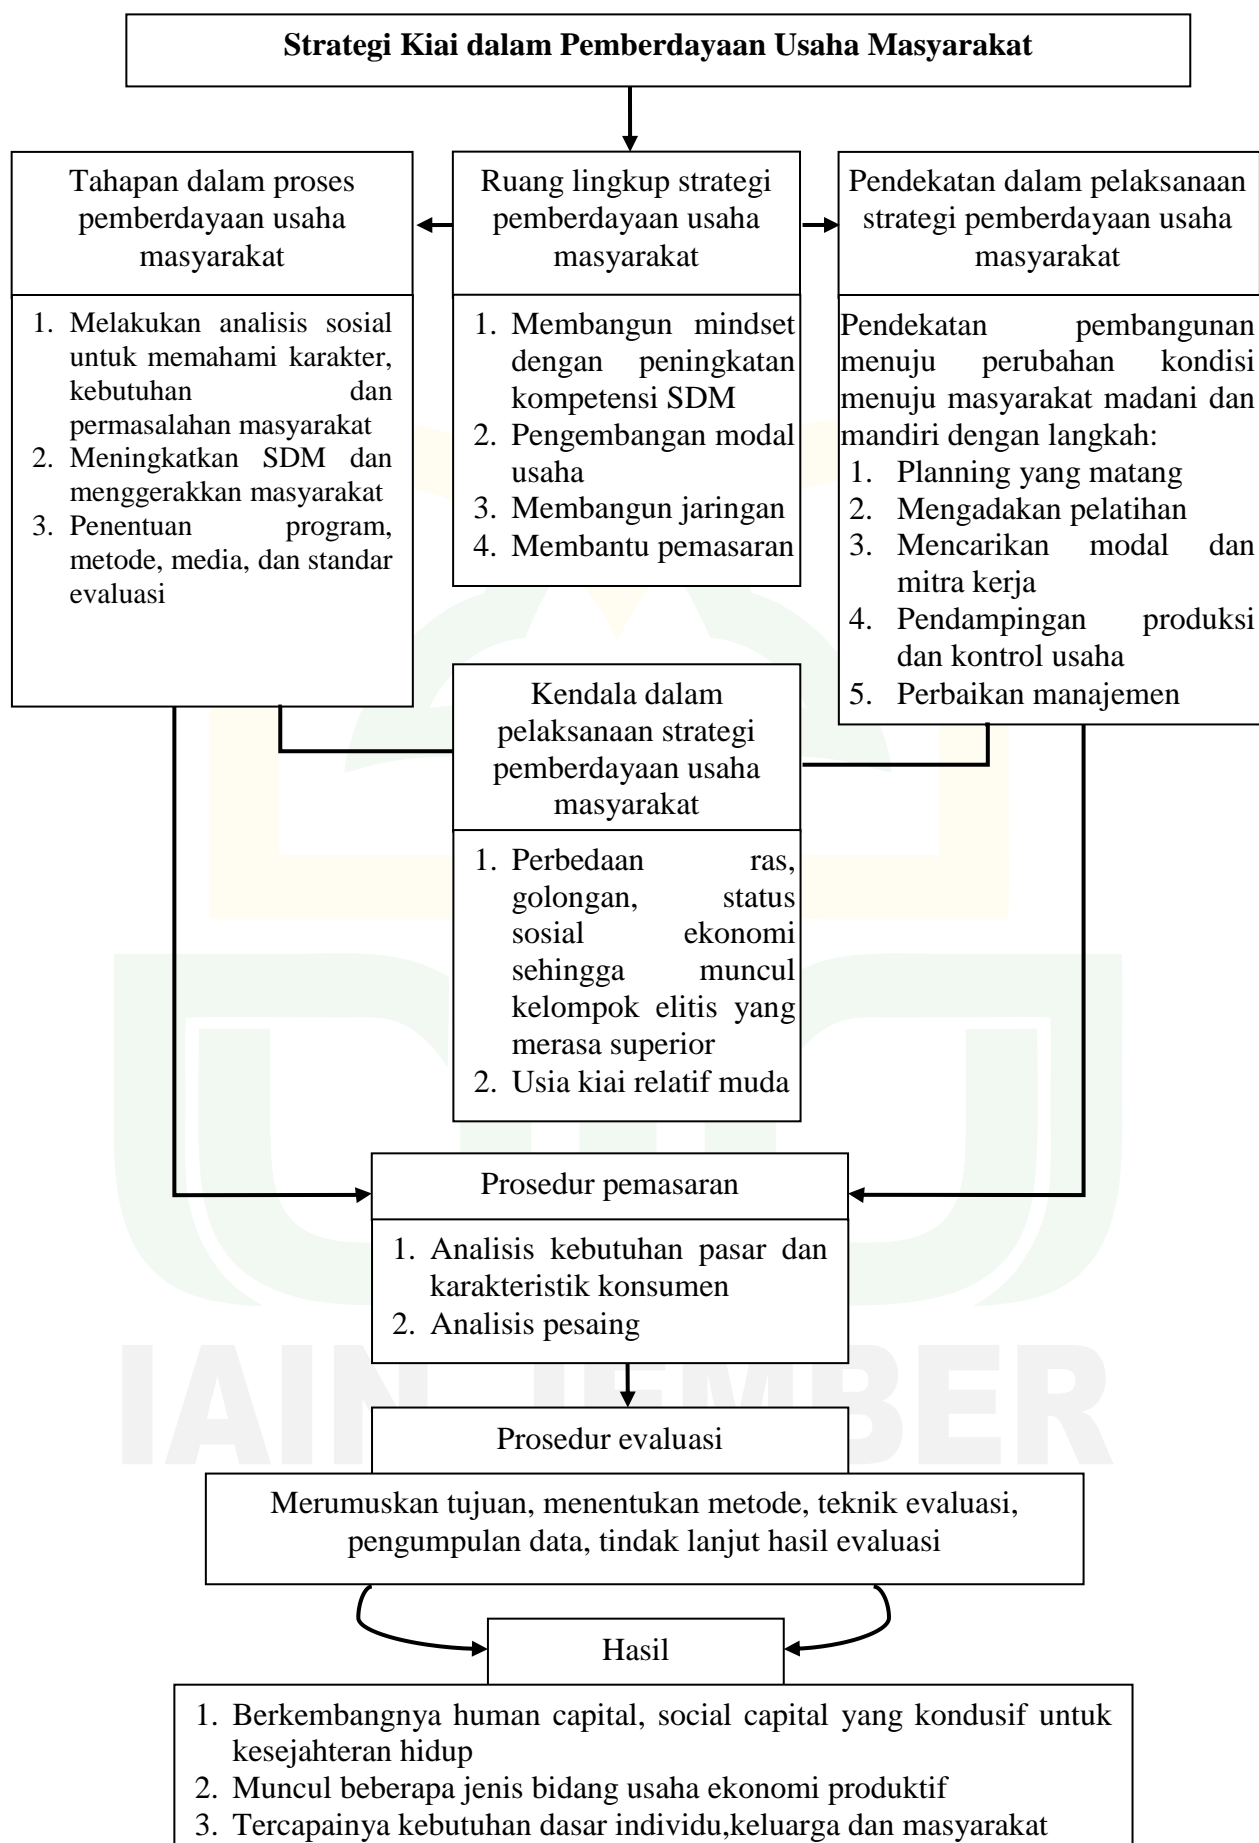 Strategi Kiai dalam Pemberdayaan Usaha Masyarakat
Tahapan dalam proses
pemberdayaan usaha
masyarakat
1. Melakukan analisis sosial
untuk memahami karakter,
kebutuhan dan
permasalahan masyarakat
2. Meningkatkan SDM dan
menggerakkan masyarakat
3. Penentuan program,
metode, media, dan standar
evaluasi
Ruang lingkup strategi
pemberdayaan usaha
masyarakat
1. Membangun mindset
dengan peningkatan
kompetensi SDM
2. Pengembangan modal
usaha
3. Membangun jaringan
4. Membantu pemasaran
Pendekatan dalam pelaksanaan
strategi pemberdayaan usaha
masyarakat
Pendekatan pembangunan
menuju perubahan kondisi
menuju masyarakat madani dan
mandiri dengan langkah:
1. Planning yang matang
2. Mengadakan pelatihan
3. Mencarikan modal dan
mitra kerja
4. Pendampingan produksi
dan kontrol usaha
5. Perbaikan manajemen
Kendala dalam
pelaksanaan strategi
pemberdayaan usaha
masyarakat
1. Perbedaan ras,
golongan, status
sosial ekonomi
sehingga muncul
kelompok elitis yang
merasa superior
2. Usia kiai relatif muda
Prosedur pemasaran
1. Analisis kebutuhan pasar dan
karakteristik konsumen
2. Analisis pesaing
IAIN JEMBER
Prosedur evaluasi
Merumuskan tujuan, menentukan metode, teknik evaluasi,
pengumpulan data, tindak lanjut hasil evaluasi
Hasil
1. Berkembangnya human capital, social capital yang kondusif untuk
kesejahteran hidup
2. Muncul beberapa jenis bidang usaha ekonomi produktif
3. Tercapainya kebutuhan dasar individu,keluarga dan masyarakat